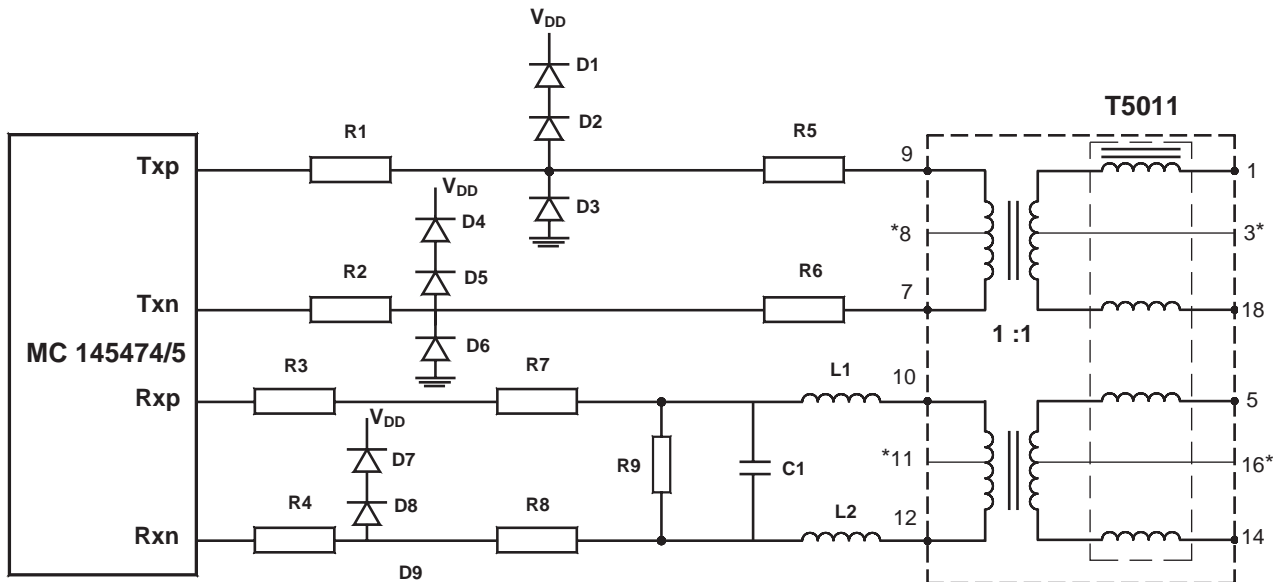 VDD
D1
T5011
D2
R1
R5
9
Txp
1
VDD
D3
D4
*8
3*
R2
D5
R6
7
Txn
18
1 :1
MC 145474/5
D6
R3
R7
L1
10
Rxp
5
VDD
D7
*11
16*
R9
C1
R4
D8
R8
L2
12
Rxn
14
D9